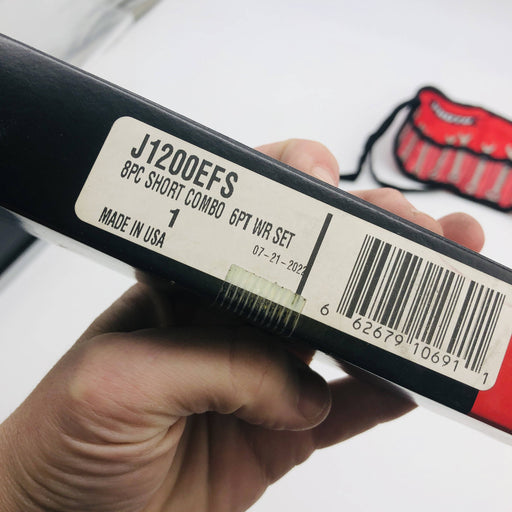 J1200EFS
8PC SHORT COMBO 6PT WR SET
1
MADE IN USA
07-21-2022
6 62679 10691 1